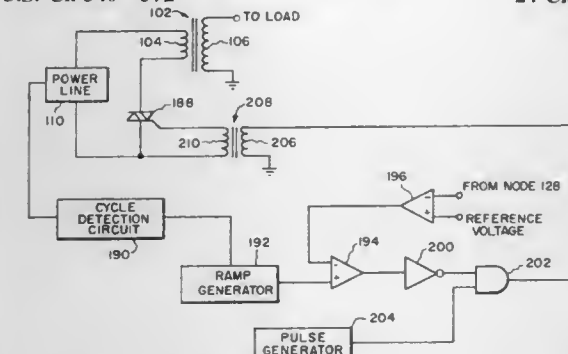 102
TO LOAD
104
106
POWER
LINE
110
188
208
210
206
196
FROM NODE 128
REFERENCE
VOLTAGE
CYCLE
DETECTION
CIRCUIT
190
192
194
200
202
RAMP
GENERATOR
204
PULSE
GENERATOR
-
+
-
+